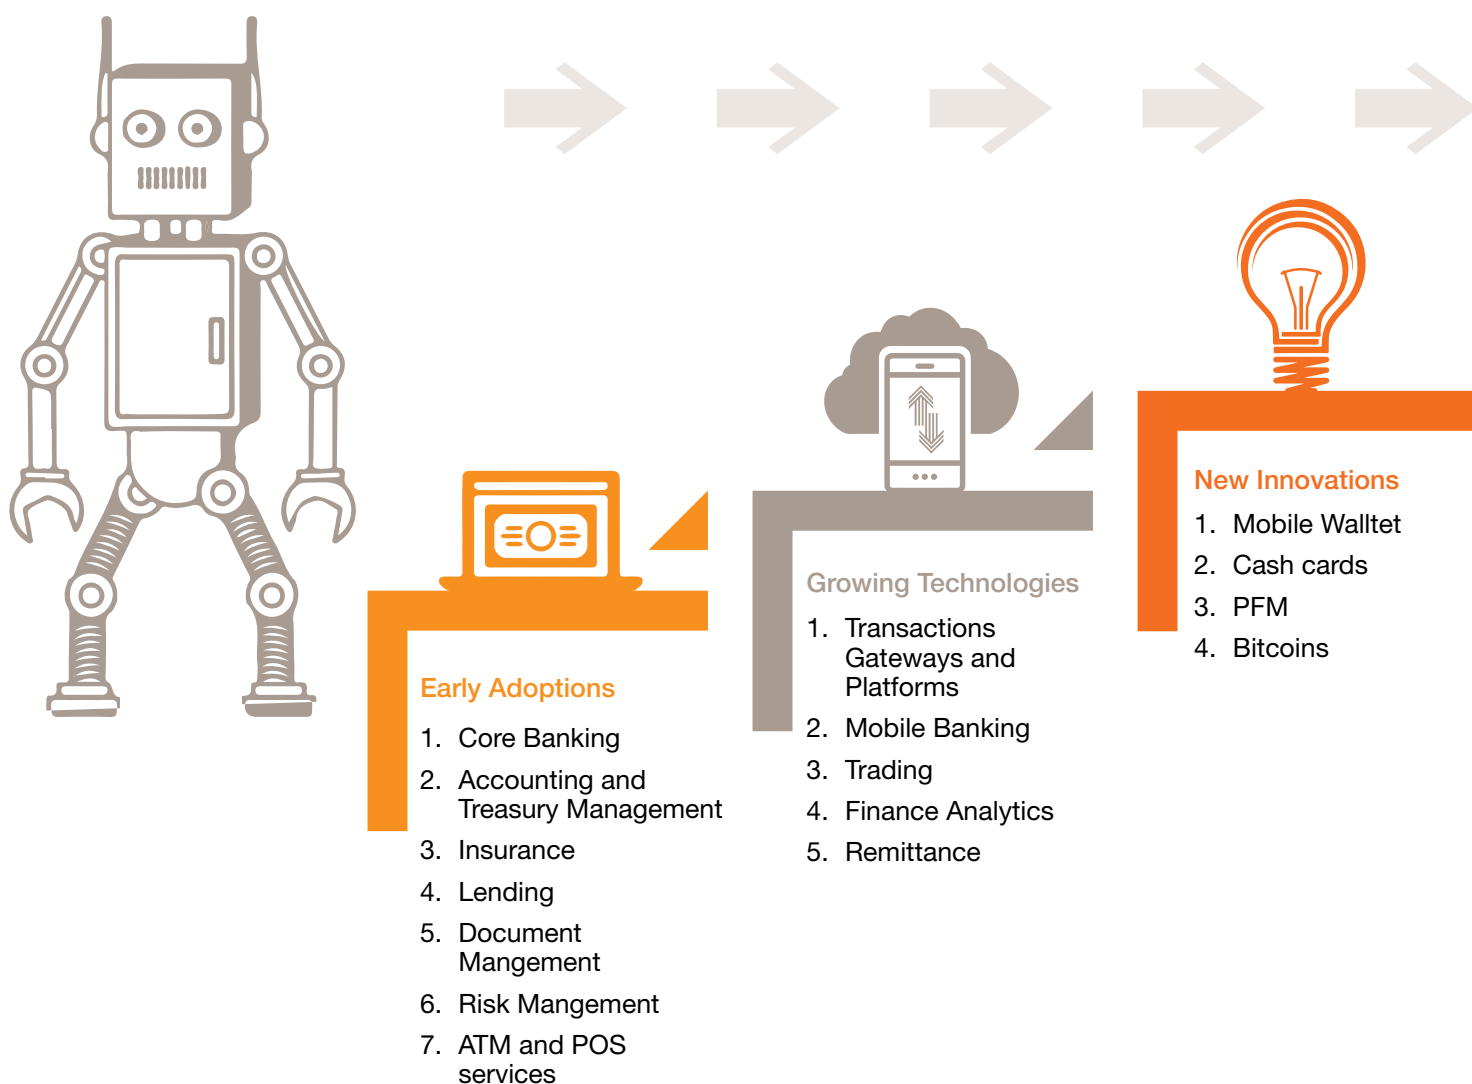 Early Adoptions
1. Core Banking
2. Accounting and
Treasury Management
3. Insurance
4. Lending
5. Document
Mangement
6. Risk Mangement
7. ATM and POS
services
Growing Technologies
1. Transactions
Gateways and
Platforms
2. Mobile Banking
3. Trading
4. Finance Analytics
5. Remittance
New Innovations
1. Mobile Walltet
2. Cash cards
3. PFM
4. Bitcoins